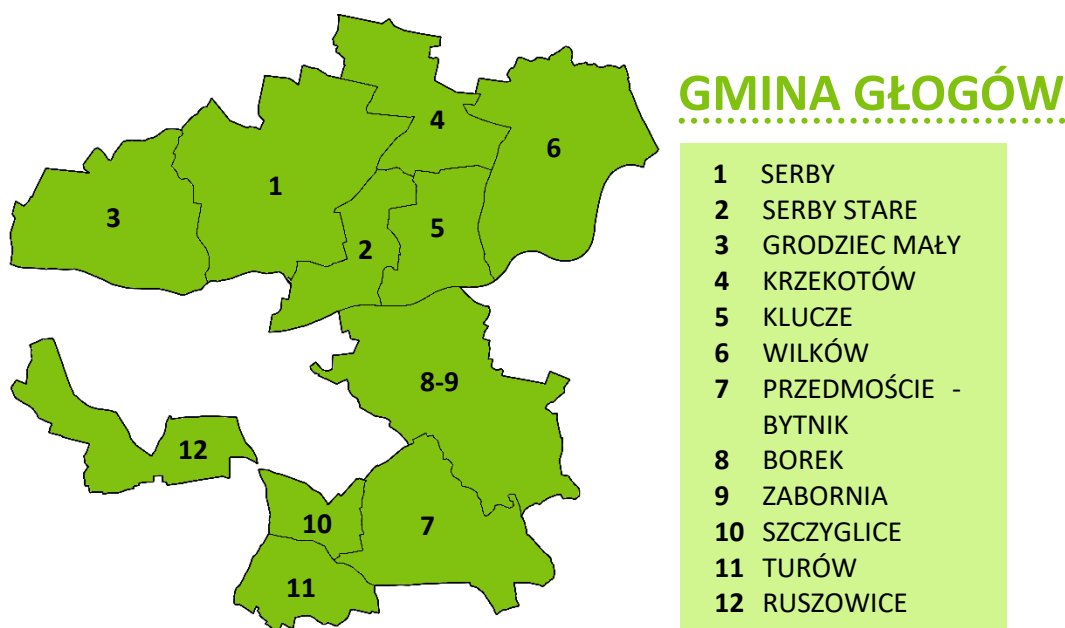 GMINA GŁOGÓW
1 SERBY
2 SERBY STARE
3 GRODZIEC MAŁY
4 KRZEKOTÓW
5 KLUCZE
6 WILKÓW
7 PRZEDMOŚCIE -
BYTNIK
8 BOREK
9 ZABORNIA
10 SZCZYGLICE
11 TURÓW
12 RUSZOWICE
4
6
1
3
2
5
8-9
12
10
7
11